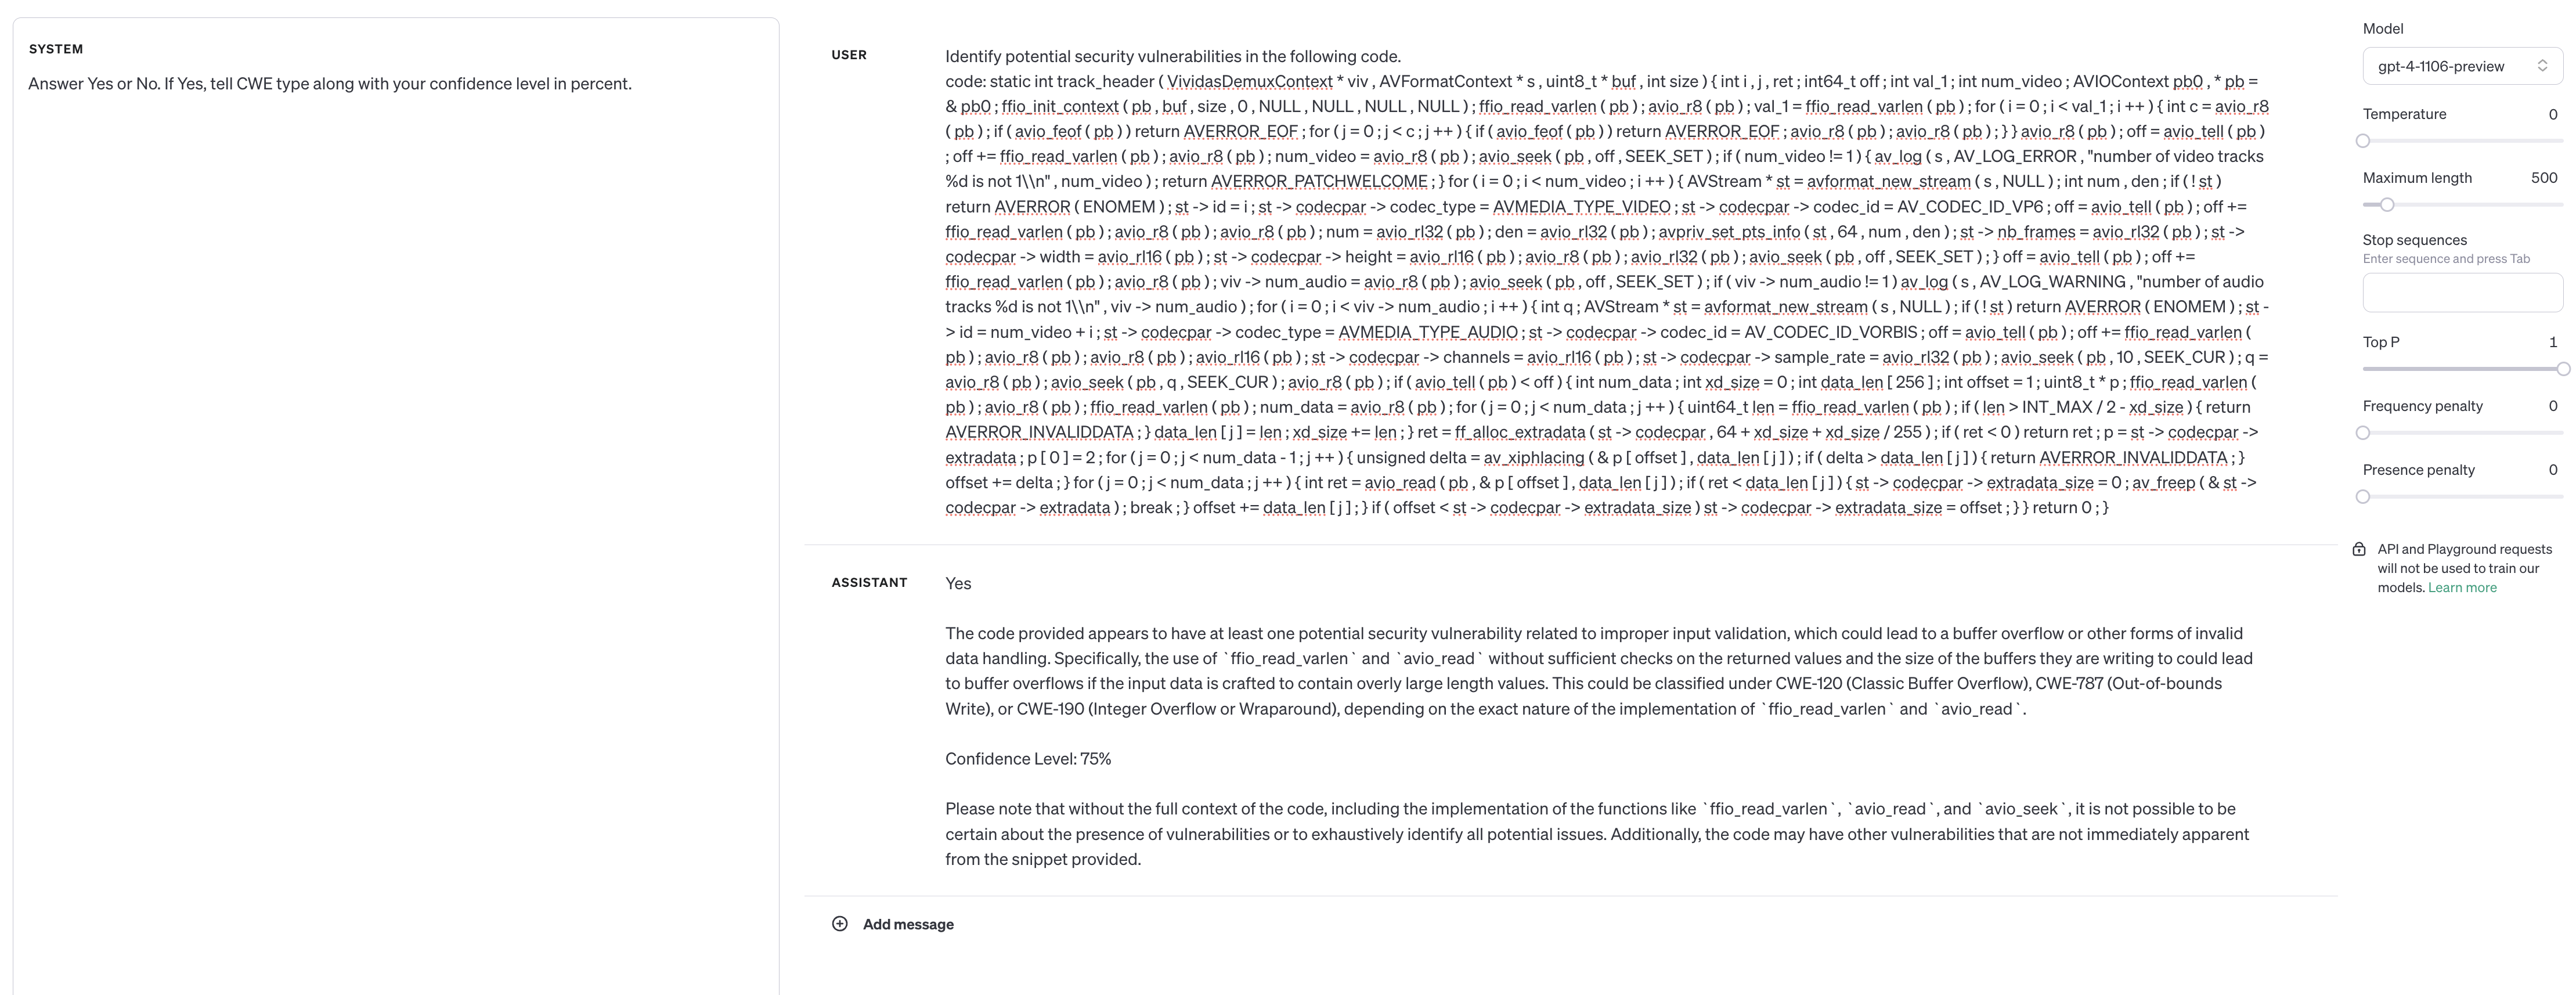 SYSTEM
Answer Yes or No. If Yes, tell CWE type along with your confidence level in percent.
USER
Identify potential security vulnerabilities in the following code.
code: static int track_header ( VividasDemuxContext * viv , AVFormatContext * s , uint8_t * buf , int size ) { int i , j , ret ; int64_t off ; int val_1 ; int num_video ; AVIOContext pb0 , * pb =
& pb0 ; ffio_init_context ( pb , buf , size , 0 , NULL , NULL , NULL , NULL ) ; ffio_read_varlen ( pb ) ; avio_r8 ( pb ) ; val_1 = ffio_read_varlen ( pb ) ; for ( i = 0 ; i < val_1 ; i ++ ) { int c = avio_r8
( pb ) ; if ( avio_feof ( pb ) ) return AVERROR_EOF ; for ( j = 0 ; j < c ; j ++ ) { if ( avio_feof ( pb ) ) return AVERROR_EOF ; avio_r8 ( pb ) ; avio_r8 ( pb ) ; } } avio_r8 ( pb ) ; off = avio_tell ( pb )
; off += ffio_read_varlen ( pb ) ; avio_r8 ( pb ) ; num_video = avio_r8 ( pb ) ; avio_seek ( pb , off , SEEK_SET ) ; if ( num_video != 1 ) { av_log ( s , AV_LOG_ERROR , "number of video tracks
%d is not 1\\n" , num_video ) ; return AVERROR_PATCHWELCOME ; } for ( i = 0 ; i < num_video ; i ++ ) { AVStream * st = avformat_new_stream ( s , NULL ) ; int num , den ; if ( ! st )
return AVERROR ( ENOMEM ) ; st -> id = i ; st -> codecpar -> codec_type = AVMEDIA_TYPE_VIDEO ; st -> codecpar -> codec_id = AV_CODEC_ID_VP6 ; off = avio_tell ( pb ) ; off +=
ffio_read_varlen ( pb ) ; avio_r8 ( pb ) ; avio_r8 ( pb ) ; num = avio_rl32 ( pb ) ; den = avio_rl32 ( pb ) ; avpriv_set_pts_info ( st , 64 , num , den ) ; st -> nb_frames = avio_rl32 ( pb ) ; st ->
codecpar -> width = avio_rl16 ( pb ) ; st -> codecpar -> height = avio_rl16 ( pb ) ; avio_r8 ( pb ) ; avio_rl32 ( pb ) ; avio_seek ( pb , off , SEEK_SET ) ; } off = avio_tell ( pb ) ; off +=
ffio_read_varlen ( pb ) ; avio_r8 ( pb ) ; viv -> num_audio = avio_r8 ( pb ) ; avio_seek ( pb , off , SEEK_SET ) ; if ( viv -> num_audio != 1 ) av_log ( s , AV_LOG_WARNING , "number of audio
tracks %d is not 1\\n" , viv -> num_audio ) ; for ( i = 0 ; i < viv -> num_audio ; i ++ ) { int q ; AVStream * st = avformat_new_stream ( s , NULL ) ; if ( ! st ) return AVERROR ( ENOMEM ) ; st -
> id = num_video + i ; st -> codecpar -> codec_type = AVMEDIA_TYPE_AUDIO ; st -> codecpar -> codec_id = AV_CODEC_ID_VORBIS ; off = avio_tell ( pb ) ; off += ffio_read_varlen (
pb ) ; avio_r8 ( pb ) ; avio_r8 ( pb ) ; avio_rl16 ( pb ) ; st -> codecpar -> channels = avio_rl16 ( pb ) ; st -> codecpar -> sample_rate = avio_rl32 ( pb ) ; avio_seek ( pb , 10 , SEEK_CUR ) ; q =
avio_r8 ( pb ) ; avio_seek ( pb , q , SEEK_CUR ) ; avio_r8 ( pb ) ; if ( avio_tell ( pb ) < off ) { int num_data ; int xd_size = 0 ; int data_len [ 256 ] ; int offset = 1 ; uint8_t * p ; ffio_read_varlen (
pb ) ; avio_r8 ( pb ) ; ffio_read_varlen ( pb ) ; num_data = avio_r8 ( pb ) ; for ( j = 0 ; j < num_data ; j ++ ) { uint64_t len = ffio_read_varlen ( pb ) ; if ( len > INT_MAX / 2 - xd_size ) { return
AVERROR_INVALIDDATA ; } data_len [ j ] = len ; xd_size += len ; } ret = ff_alloc_extradata ( st -> codecpar , 64 + xd_size + xd_size / 255 ) ; if ( ret < 0 ) return ret ; p = st -> codecpar ->
extradata ; p [ 0 ] = 2 ; for ( j = 0 ; j < num_data - 1 ; j ++ ) { unsigned delta = av_xiphlacing ( & p [ offset ] , data_len [ j ] ) ; if ( delta > data_len [ j ] ) { return AVERROR_INVALIDDATA ; }
offset += delta ; } for ( j = 0 ; j < num_data ; j ++ ) { int ret = avio_read ( pb , & p [ offset ] , data_len [ j ] ) ; if ( ret < data_len [ j ] ) { st -> codecpar -> extradata_size = 0 ; av_freep ( & st ->
codecpar -> extradata ) ; break ; } offset += data_len [ j ] ; } if ( offset < st -> codecpar -> extradata_size ) st -> codecpar -> extradata_size = offset ; } } return 0 ; }
ASSISTANT
Yes
The code provided appears to have at least one potential security vulnerability related to improper input validation, which could lead to a buffer overflow or other forms of invalid
data handling. Specifically, the use of `ffio_read_varlen` and `avio_read` without sufficient checks on the returned values and the size of the buffers they are writing to could lead
to buffer overflows if the input data is crafted to contain overly large length values. This could be classified under CWE-120 (Classic Buffer Overflow), CWE-787 (Out-of-bounds
Write), or CWE-190 (Integer Overflow or Wraparound), depending on the exact nature of the implementation of `ffio_read_varlen` and `avio_read`.
Confidence Level: 75%
Please note that without the full context of the code, including the implementation of the functions like `ffio_read_varlen`, `avio_read`, and `avio_seek`, it is not possible to be
certain about the presence of vulnerabilities or to exhaustively identify all potential issues. Additionally, the code may have other vulnerabilities that are not immediately apparent
from the snippet provided.
Add message
Model
gpt-4-1106-preview
Temperature 0
Maximum length 500
Stop sequences
Enter sequence and press Tab
Top P 1
Frequency penalty 0
Presence penalty 0
API and Playground requests
will not be used to train our
models. Learn more